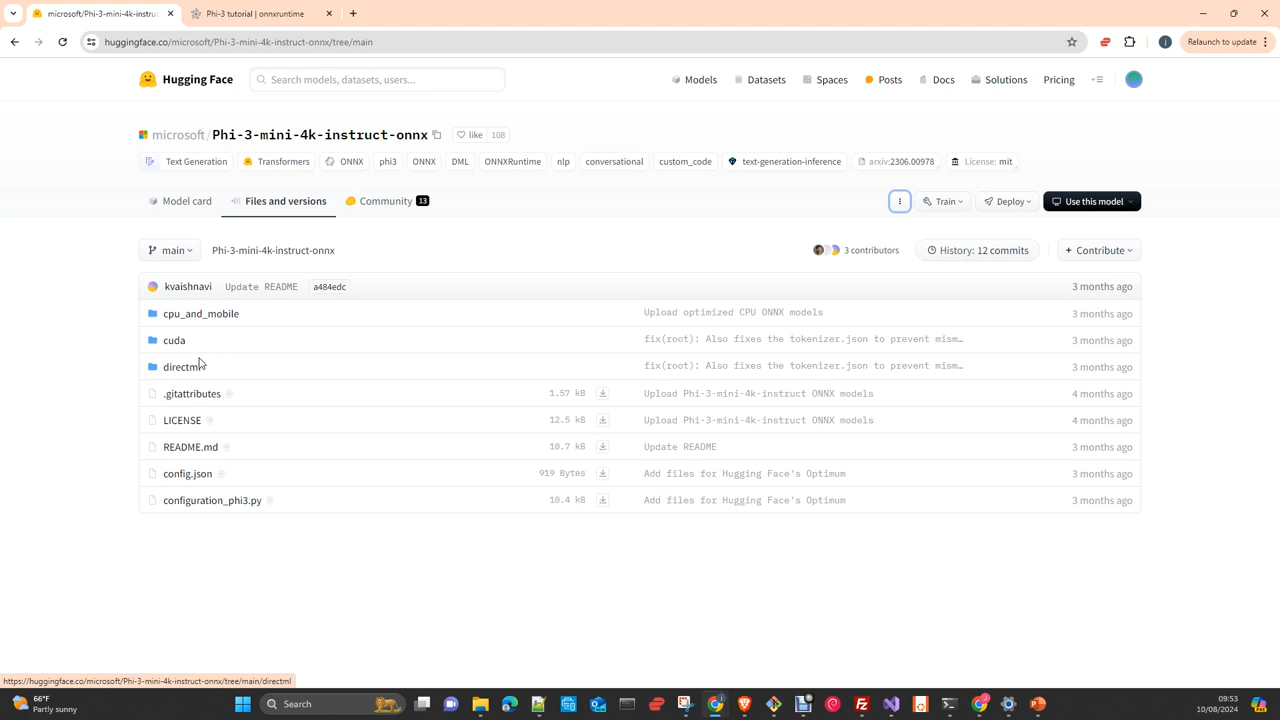 microsoft/Phi-3-mini-4k-instruc
Phi-3 tutorial | onnxruntime
huggingface.co/microsoft/Phi-3-mini-4k-instruct-onnx/tree/main
Relaunch to update
Hugging Face
Search models, datasets, users...
Models
Datasets
Spaces
Posts
Docs
Solutions
Pricing
microsoft/Phi-3-mini-4k-instruct-onnx
like 108
Text Generation
Transformers
ONNX
phi3
ONNX
DML
ONNXRuntime
nlp
conversational
custom_code
text-generation-inference
arxiv:2306.00978
License: mit
Model card
Files and versions
Community 13
Train
Deploy
Use this model
main
Phi-3-mini-4k-instruct-onnx
3 contributors
History: 12 commits
+ Contribute
kvaishnavi Update README a484edc 3 months ago
cpu_and_mobile Upload optimized CPU ONNX models 3 months ago
cuda fix(root): Also fixes the tokenizer.json to prevent mism… 3 months ago
directml fix(root): Also fixes the tokenizer.json to prevent mism… 3 months ago
.gitattributes 1.57 kB Upload Phi-3-mini-4k-instruct ONNX models 4 months ago
LICENSE 12.5 kB Upload Phi-3-mini-4k-instruct ONNX models 4 months ago
README.md 10.7 kB Update README 3 months ago
config.json 919 Bytes Add files for Hugging Face's Optimum 3 months ago
configuration_phi3.py 10.4 kB Add files for Hugging Face's Optimum 3 months ago
https://huggingface.co/microsoft/Phi-3-mini-4k-instruct-onnx/tree/main/directml
66°F
Partly sunny
Search
09:53
10/08/2024